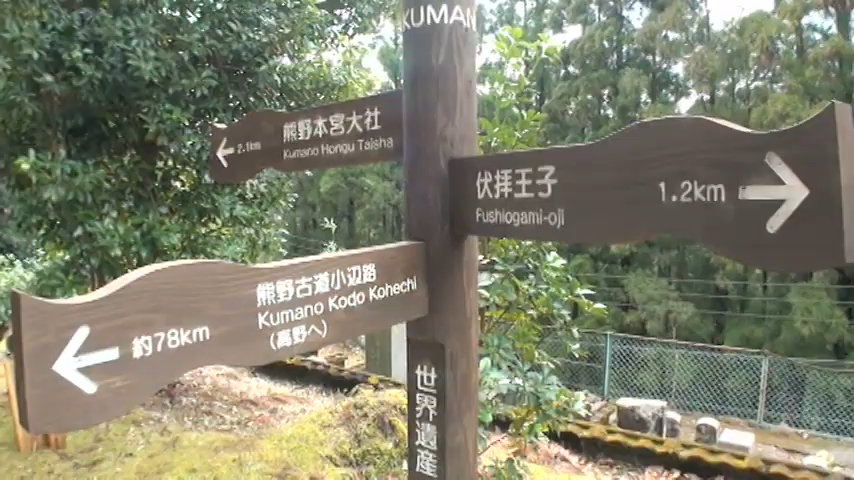 KUMAN
熊野本宮大社
2.1km
Kumano Hongu Taisha
伏拝王子
1.2km
Fushiogami-oji
熊野古道小辺路
Kumano Kodo Kohechi
約78km
(高野へ)
世界遺産